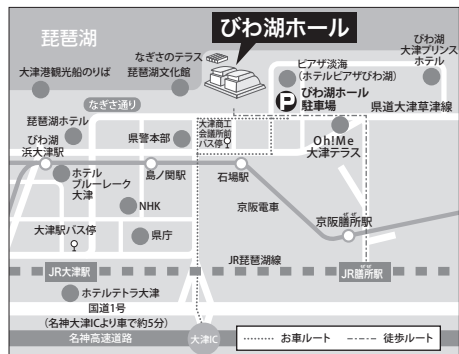 琵琶湖
びわ湖ホール
なぎさのテラス
琵琶湖文化館
大津港観光船のりば
ピアザ淡海
(ホテルピアザびわ湖)
びわ湖
大津プリンス
ホテル
P
びわ湖ホール
駐車場
県道大津草津線
なぎさ通り
琵琶湖ホテル
県警本部
大津商工
会議所前
バス停
Oh!Me
大津テラス
びわ湖
浜大津駅
島ノ関駅
石場駅
ホテル
ブルーレーク
大津
NHK
京阪電車
京阪膳所駅
ぜぜ
大津駅バス停
県庁
JR琵琶湖線
JR大津駅
JR膳所駅
ぜぜ
ホテルテトラ大津
国道1号
(名神大津ICより車で約5分)
名神高速道路
大津IC
お車ルート
徒歩ルート